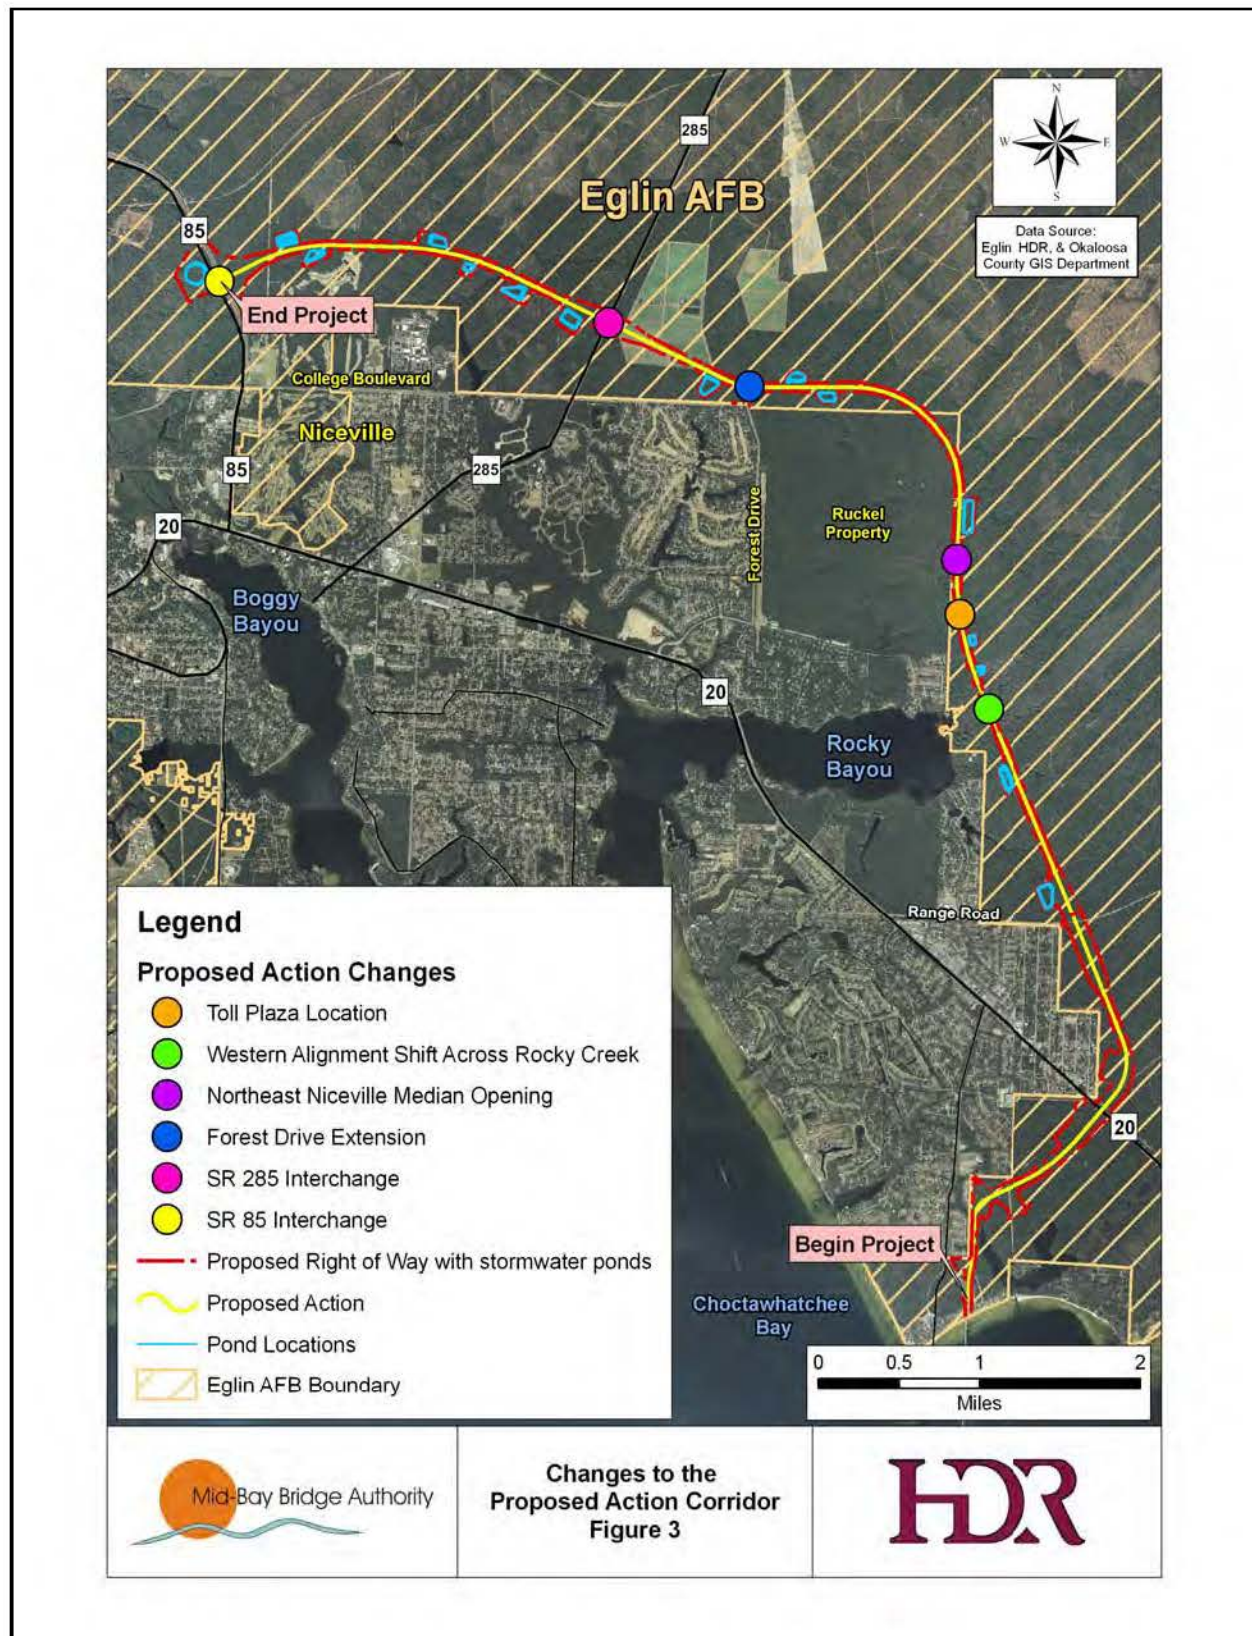 N
W E
S
Data Source:
Eglin HDR, & Okaloosa
County GIS Department
285
Eglin AFB
85
End Project
College Boulevard
Niceville
285
85
20
Forest Drive
Ruckel
Property
Boggy
Bayou
20
Rocky
Bayou
Range Road
20
Begin Project
Choctawhatchee
Bay
Legend
Proposed Action Changes
Toll Plaza Location
Western Alignment Shift Across Rocky Creek
Northeast Niceville Median Opening
Forest Drive Extension
SR 285 Interchange
SR 85 Interchange
Proposed Right of Way with stormwater ponds
Proposed Action
Pond Locations
Eglin AFB Boundary
0 0.5 1 2
Miles
Mid-Bay Bridge Authority
Changes to the
Proposed Action Corridor
Figure 3
HDR